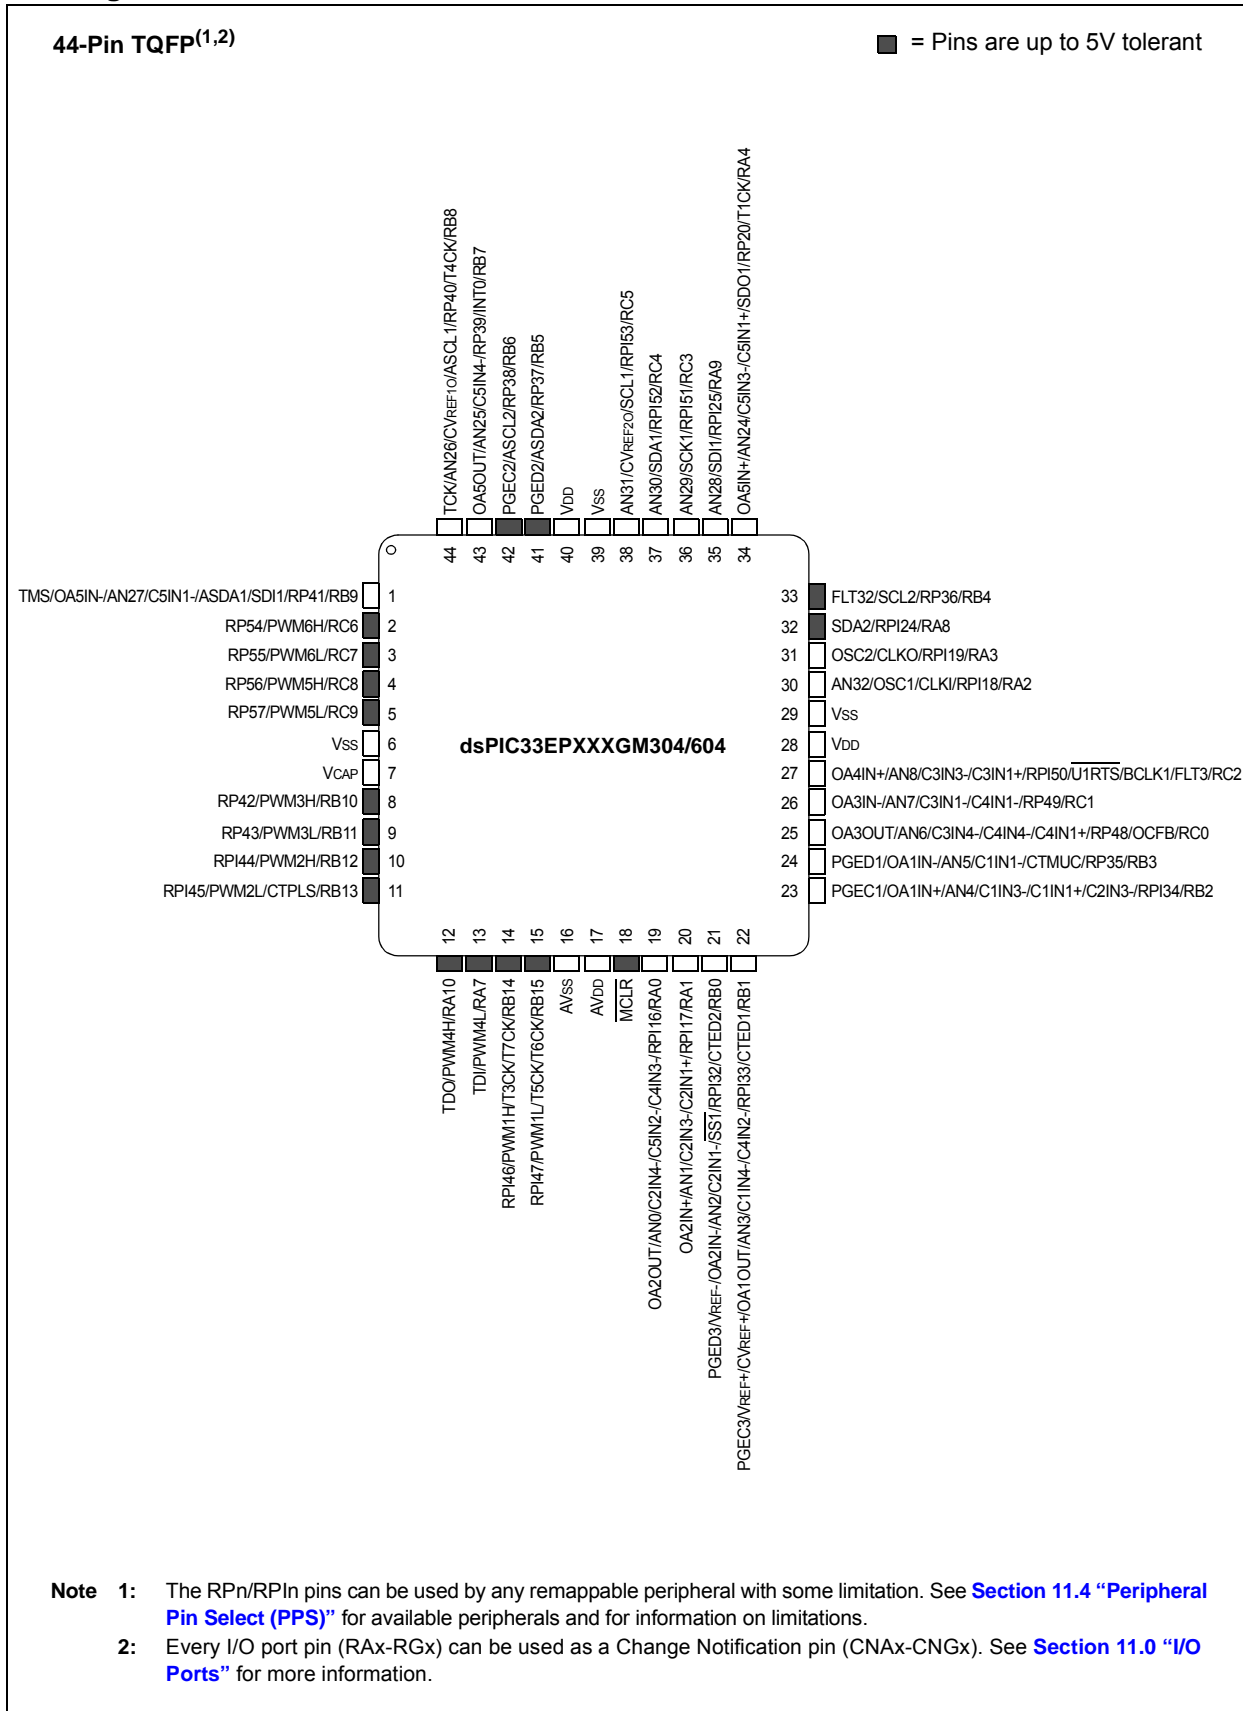 44-Pin TQFP(1,2)
= Pins are up to 5V tolerant
TCK/AN26/CVREF1O/ASCL1/RP40/T4CK/RB8
OA5OUT/AN25/C5IN4-/RP39/INT0/RB7
PGEC2/ASCL2/RP38/RB6
PGED2/ASDA2/RP37/RB5
VDD
VSS
AN31/CVREF2O/SCL1/RPI53/RC5
AN30/SDA1/RPI52/RC4
AN29/SCK1/RPI51/RC3
AN28/SDI1/RPI25/RA9
OA5IN+/AN24/C5IN3-/C5IN1+/SDO1/RP20/T1CK/RA4
44 43 42 41 40 39 38 37 36 35 34
TMS/OA5IN-/AN27/C5IN1-/ASDA1/SDI1/RP41/RB9 1
RP54/PWM6H/RC6 2
RP55/PWM6L/RC7 3
RP56/PWM5H/RC8 4
RP57/PWM5L/RC9 5
VSS 6
VCAP 7
RP42/PWM3H/RB10 8
RP43/PWM3L/RB11 9
RPI44/PWM2H/RB12 10
RPI45/PWM2L/CTPLS/RB13 11
dsPIC33EPXXXGM304/604
33 FLT32/SCL2/RP36/RB4
32 SDA2/RPI24/RA8
31 OSC2/CLKO/RPI19/RA3
30 AN32/OSC1/CLKI/RPI18/RA2
29 VSS
28 VDD
27 OA4IN+/AN8/C3IN3-/C3IN1+/RPI50/U1RTS/BCLK1/FLT3/RC2
26 OA3IN-/AN7/C3IN1-/C4IN1-/RP49/RC1
25 OA3OUT/AN6/C3IN4-/C4IN4-/C4IN1+/RP48/OCFB/RC0
24 PGED1/OA1IN-/AN5/C1IN1-/CTMUC/RP35/RB3
23 PGEC1/OA1IN+/AN4/C1IN3-/C1IN1+/C2IN3-/RPI34/RB2
12 13 14 15 16 17 18 19 20 21 22
TDO/PWM4H/RA10
TDI/PWM4L/RA7
RPI46/PWM1H/T3CK/T7CK/RB14
RPI47/PWM1L/T5CK/T6CK/RB15
AVSS
AVDD
MCLR
OA2OUT/AN0/C2IN4-/C5IN2-/C4IN3-/RPI16/RA0
OA2IN+/AN1/C2IN3-/C2IN1+/RPI17/RA1
PGED3/VREF-/OA2IN-/AN2/C2IN1-/SS1/RPI32/CTED2/RB0
PGEC3/VREF+/CVREF+/OA1OUT/AN3/C1IN4-/C4IN2-/RPI33/CTED1/RB1
Note 1: The RPn/RPIn pins can be used by any remappable peripheral with some limitation. See Section 11.4 “Peripheral
Pin Select (PPS)” for available peripherals and for information on limitations.
2: Every I/O port pin (RAx-RGx) can be used as a Change Notification pin (CNAx-CNGx). See Section 11.0 “I/O
Ports” for more information.